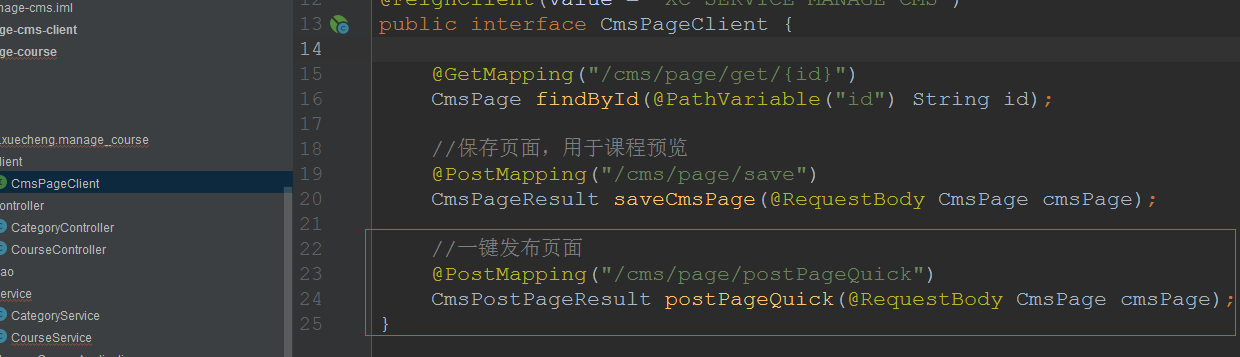 nage-cms.iml
ge-cms-client
ge-course
.xuecheng.manage_course
lient
CmsPageClient
ontroller
CategoryController
CourseController
ao
ervice
CategoryService
CourseService
12 @FeignClient(value = "XC-SERVICE-MANAGE-CMS")
13 public interface CmsPageClient {
14
15 @GetMapping("/cms/page/get/{id}")
16 CmsPage findById(@PathVariable("id") String id);
17
18 //保存页面，用于课程预览
19 @PostMapping("/cms/page/save")
20 CmsPageResult saveCmsPage(@RequestBody CmsPage cmsPage);
21
22 //一键发布页面
23 @PostMapping("/cms/page/postPageQuick")
24 CmsPostPageResult postPageQuick(@RequestBody CmsPage cmsPage);
25 }